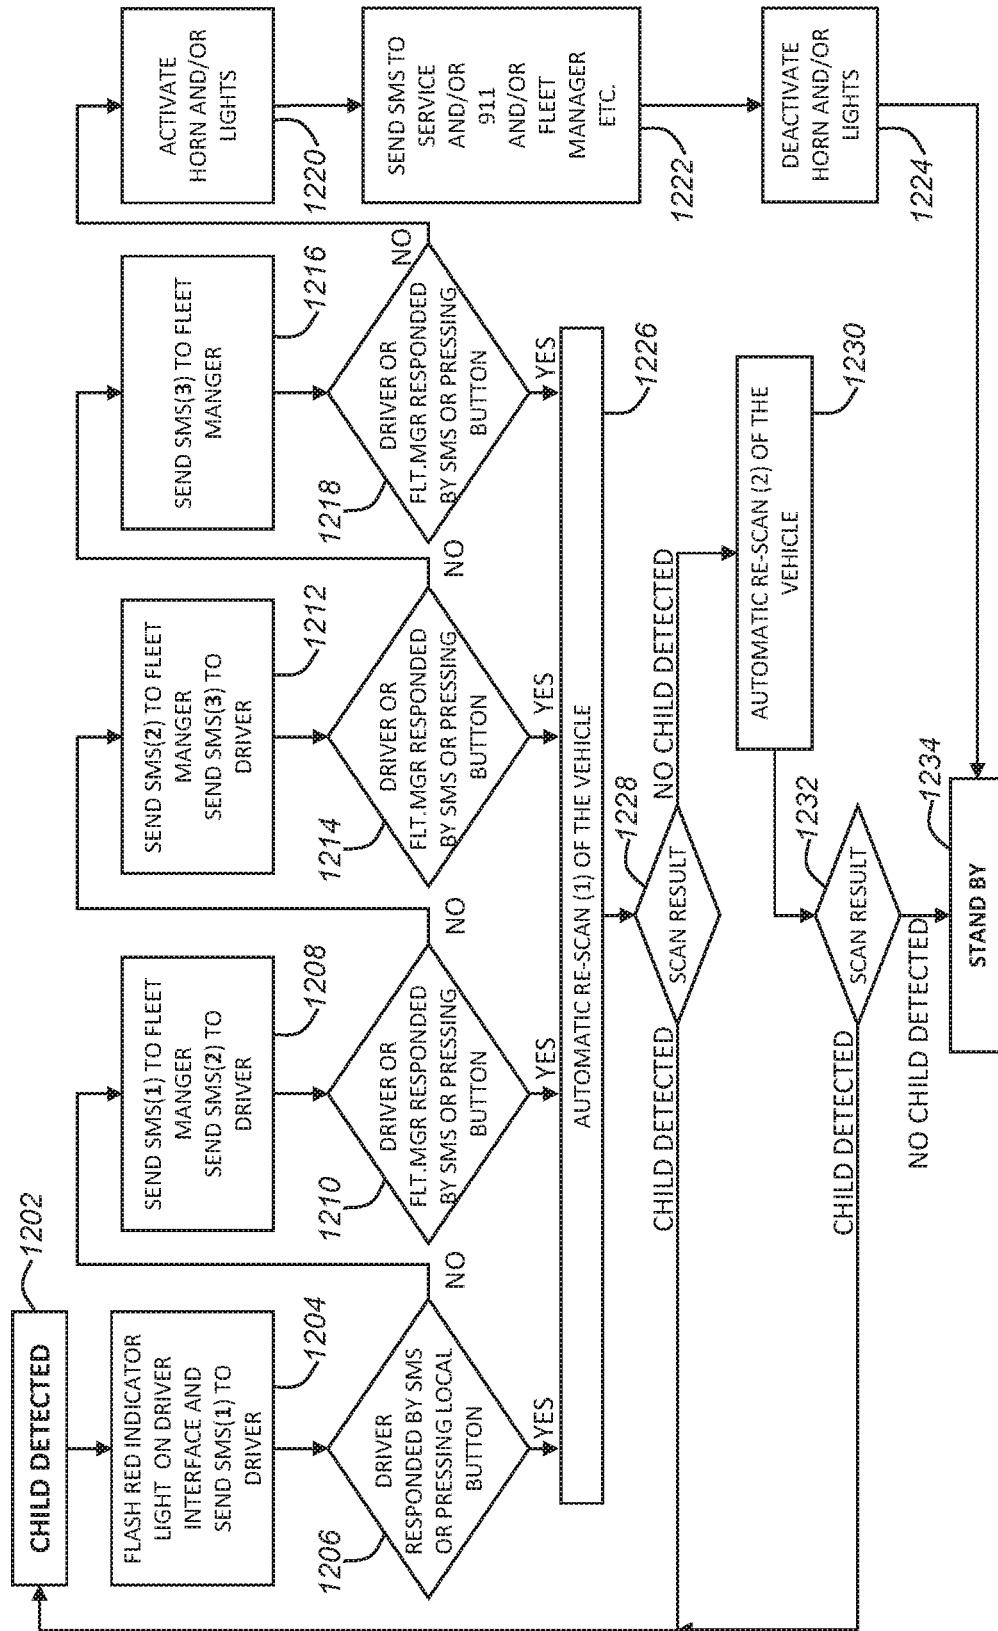 CHILD DETECTED
1202
FLASH RED INDICATOR
LIGHT ON DRIVER
INTERFACE AND
SEND SMS(1) TO
DRIVER
1204
DRIVER
RESPONDED BY SMS
OR PRESSING LOCAL
BUTTON
1206
NO
YES
SEND SMS(1) TO FLEET
MANGER
SEND SMS(2) TO
DRIVER
1208
DRIVER OR
FLT.MGR RESPONDED
BY SMS OR PRESSING
BUTTON
1210
NO
YES
SEND SMS(2) TO FLEET
MANGER
SEND SMS(3) TO
DRIVER
1212
DRIVER OR
FLT.MGR RESPONDED
BY SMS OR PRESSING
BUTTON
1214
NO
YES
SEND SMS(3) TO FLEET
MANGER
1216
DRIVER OR
FLT.MGR RESPONDED
BY SMS OR PRESSING
BUTTON
1218
NO
YES
ACTIVATE
HORN AND/OR
LIGHTS
1220
SEND SMS TO
SERVICE
AND/OR
911
AND/OR
FLEET
MANAGER
ETC.
1222
DEACTIVATE
HORN AND/OR
LIGHTS
1224
AUTOMATIC RE-SCAN (1) OF THE VEHICLE
1226
SCAN RESULT
1228
CHILD DETECTED
NO CHILD DETECTED
AUTOMATIC RE-SCAN (2) OF THE
VEHICLE
1230
SCAN RESULT
1232
CHILD DETECTED
NO CHILD DETECTED
STAND BY
1234